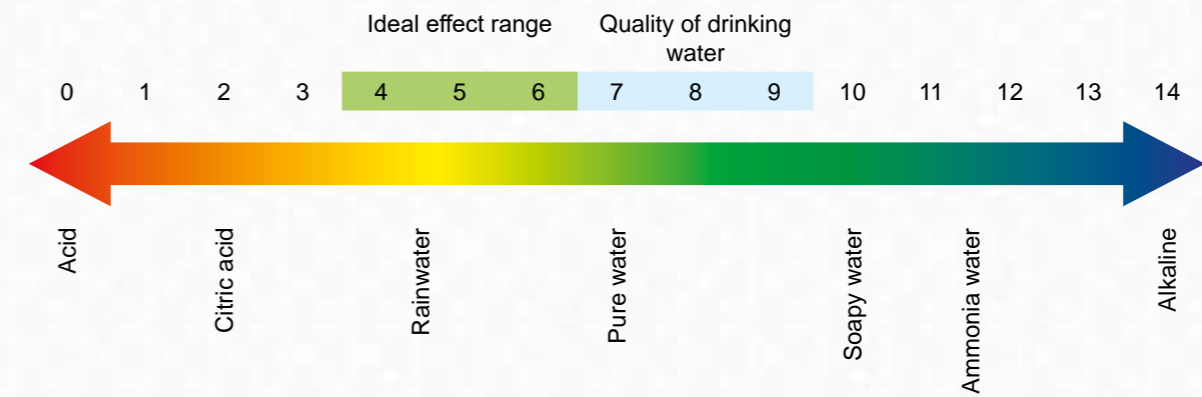 Ideal effect range
Quality of drinking
water
0 1 2 3 4 5 6 7 8 9 10 11 12 13 14
Acid
Citric acid
Rainwater
Pure water
Soapy water
Ammonia water
Alkaline